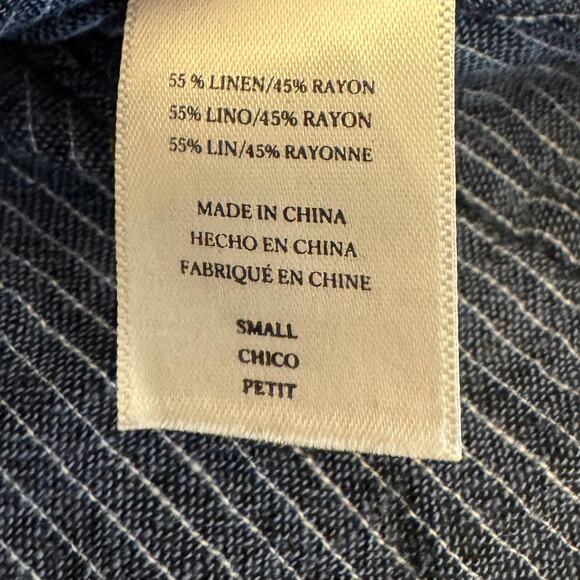 55 % LINEN/45% RAYON
55% LINO/45% RAYON
55% LIN/45% RAYONNE
MADE IN CHINA
HECHO EN CHINA
FABRIQUÉ EN CHINE
SMALL
CHICO
PETIT